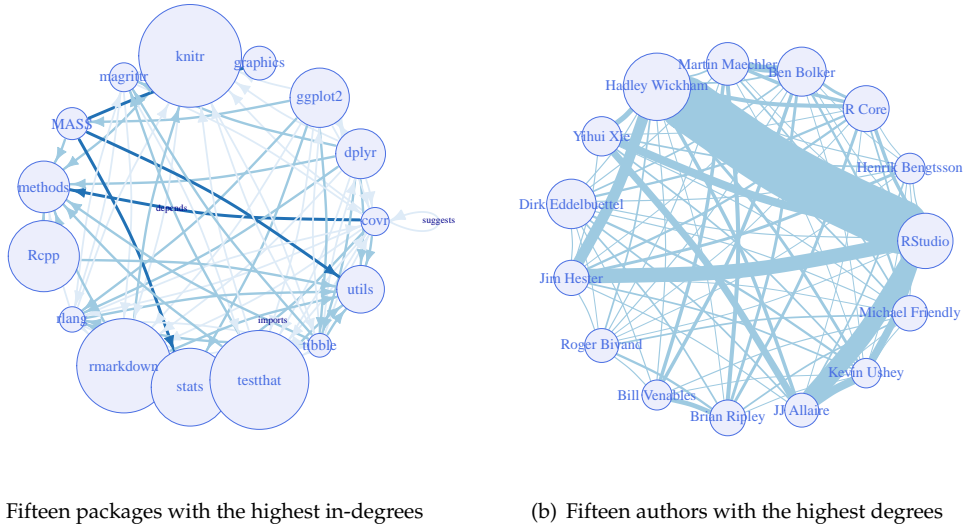 knitr
graphics
magrittr
ggplot2
MASS
dplyr
methods
depends
covr
suggests
Rcpp
utils
rlang
imports
tibble
rmarkdown
stats
testthat
Fifteen packages with the highest in-degrees
Martin Maechler
Ben Bolker
Hadley Wickham
R Core
Yihui Xie
Henrik Bengtsson
Dirk Eddelbuettel
RStudio
Jim Hester
Michael Friendly
Roger Bivand
Kevin Ushey
Bill Venables
JJ Allaire
Brian Ripley
(b) Fifteen authors with the highest degrees